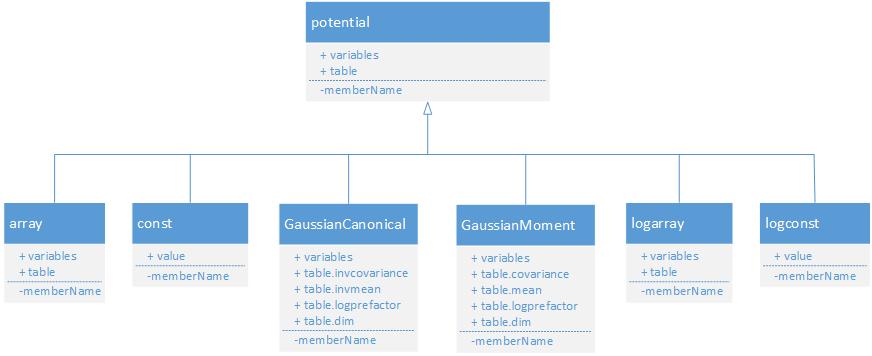 potential
+ variables
+ table
-memberName
array
+ variables
+ table
-memberName
const
+ value
-memberName
GaussianCanonical
+ variables
+ table.invcovariance
+ table.invmean
+ table.logprefactor
+ table.dim
-memberName
GaussianMoment
+ variables
+ table.covariance
+ table.mean
+ table.logprefactor
+ table.dim
-memberName
logarray
+ variables
+ table
-memberName
logconst
+ value
-memberName